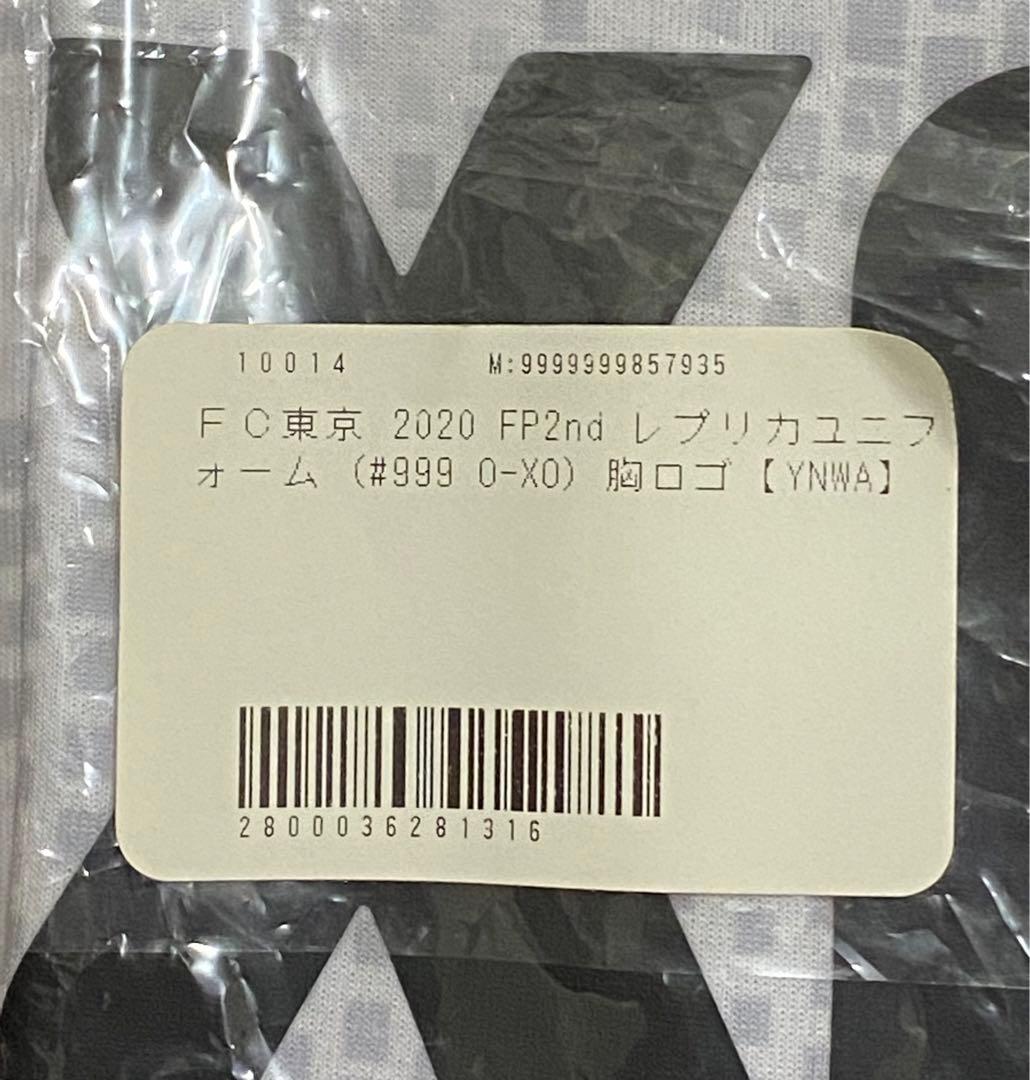 10014 M:9999999857935
ＦＣ東京 2020 FP2nd レプリカユニフ
ォーム (#999 O-XO) 胸ロゴ【YNWA】
2800036281316